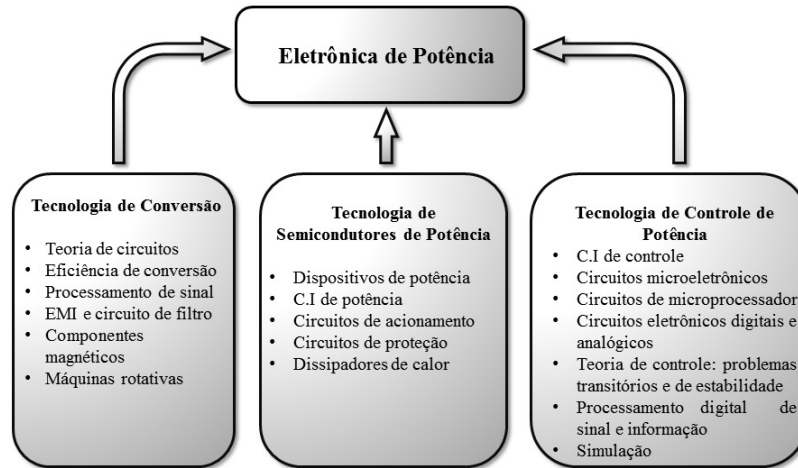 Eletrônica de Potência
Tecnologia de Conversão
• Teoria de circuitos
• Eficiência de conversão
• Processamento de sinal
• EMI e circuito de filtro
• Componentes
magnéticos
• Máquinas rotativas
Tecnologia de
Semicondutores de Potência
• Dispositivos de potência
• C.I de potência
• Circuitos de acionamento
• Circuitos de proteção
• Dissipadores de calor
Tecnologia de Controle de
Potência
• C.I de controle
• Circuitos microeletrônicos
• Circuitos de microprocessador
• Circuitos eletrônicos digitais e
analógicos
• Teoria de controle: problemas
transitórios e de estabilidade
• Processamento digital de
sinal e informação
• Simulação